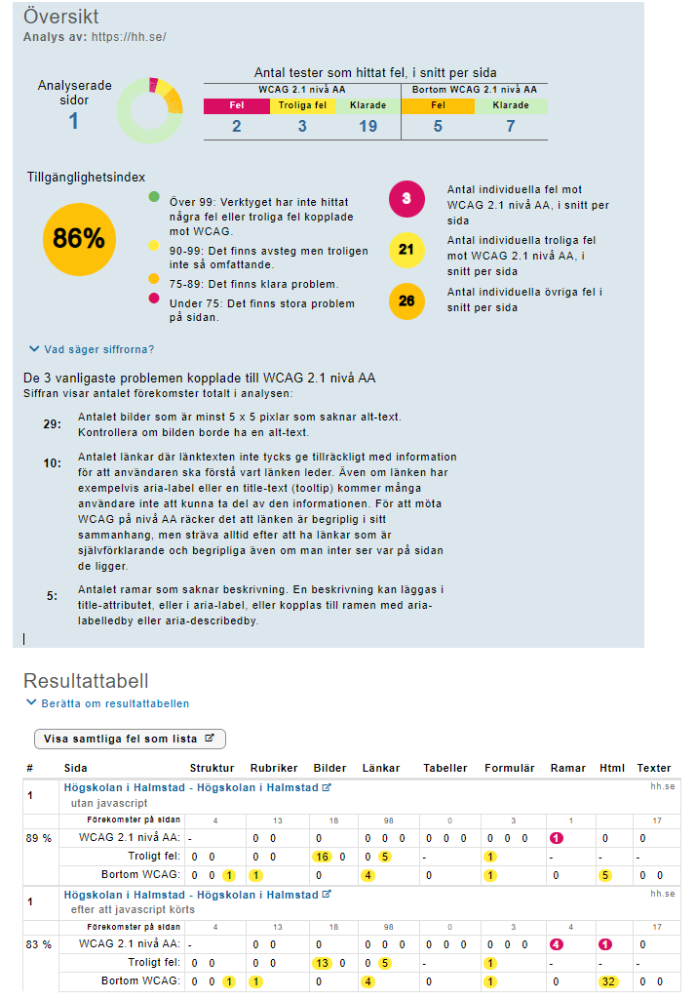 Översikt
Analys av: https://hh.se/
Analyserade
sidor
1
Antal tester som hittat fel, i snitt per sida
WCAG 2.1 nivå AA
Bortom WCAG 2.1 nivå AA
Fel Troliga fel Klarade Fel Klarade
2 3 19 5 7
Tillgänglighetsindex
86%
Över 99: Verktyget har inte hittat
några fel eller troliga fel kopplade
mot WCAG.
90-99: Det finns avsteg men troligen
inte så omfattande.
75-89: Det finns klara problem.
Under 75: Det finns stora problem
på sidan.
3
Antal individuella fel mot
WCAG 2.1 nivå AA, i snitt per
sida
21
Antal individuella troliga fel
mot WCAG 2.1 nivå AA, i
snitt per sida
26
Antal individuella övriga fel i
snitt per sida
Vad säger siffrorna?
De 3 vanligaste problemen kopplade till WCAG 2.1 nivå AA
Siffran visar antalet förekomster totalt i analysen:
29:
Antalet bilder som är minst 5 x 5 pixlar som saknar alt-text.
Kontrollera om bilden borde ha en alt-text.
10:
Antalet länkar där länktexten inte tycks ge tillräckligt med information
för att användaren ska förstå vart länken leder. Även om länken har
exempelvis aria-label eller en title-text (tooltip) kommer många
användare inte att kunna ta del av den informationen. För att möta
WCAG på nivå AA räcker det att länken är begriplig i sitt
sammanhang, men sträva alltid efter att ha länkar som är
självförklarande och begripliga även om man inter ser var på sidan
de ligger.
5:
Antalet ramar som saknar beskrivning. En beskrivning kan läggas i
title-attributet, eller i aria-label, eller kopplas till ramen med aria-
labelledby eller aria-describedby.
Resultattabell
Berätta om resultattabellen
Visa samtliga fel som lista
# Sida Struktur Rubriker Bilder Länkar Tabeller Formulär Ramar Html Texter
1 Högskolan i Halmstad - Högskolan i Halmstad hh.se
utan javascript
Förekomster på sidan 4 13 18 98 0 3 1 17
89 % WCAG 2.1 nivå AA: - 0 0 0 0 0 0 0 0 0 0 0 0 1 0 0
Troligt fel: 0 0 0 0 16 0 0 5 - 1 - - -
Bortom WCAG: 0 0 1 1 0 4 0 1 0 5 0 0
1 Högskolan i Halmstad - Högskolan i Halmstad hh.se
efter att javascript körts
Förekomster på sidan 4 13 18 98 0 3 4 17
83 % WCAG 2.1 nivå AA: - 0 0 0 0 0 0 0 0 0 0 0 0 4 1 0
Troligt fel: 0 0 0 0 13 0 0 5 - 1 - - -
Bortom WCAG: 0 0 1 1 0 4 0 1 0 32 0 0